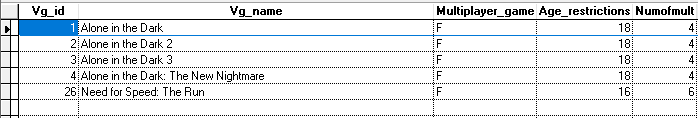 Vg_id Vg_name Multiplayer_game Age_restrictions Numofmult
1 Alone in the Dark F 18 4
2 Alone in the Dark 2 F 18 4
3 Alone in the Dark 3 F 18 4
4 Alone in the Dark: The New Nightmare F 18 4
26 Need for Speed: The Run F 16 6